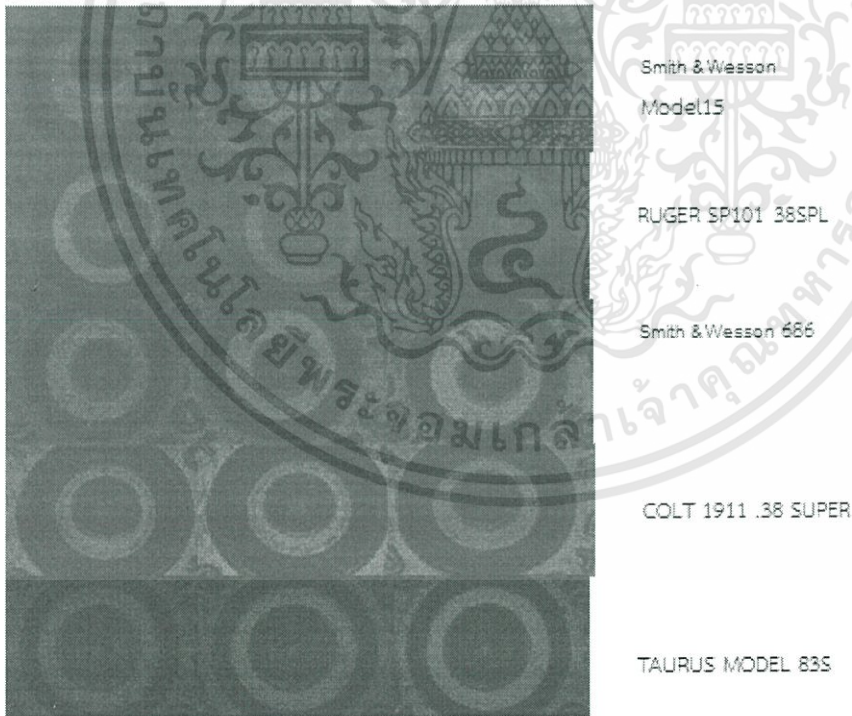 Smith & Wesson
Model15
RUGER SP101 38SPL
Smith & Wesson 686
COLT 1911 .38 SUPER
TAURUS MODEL 83S